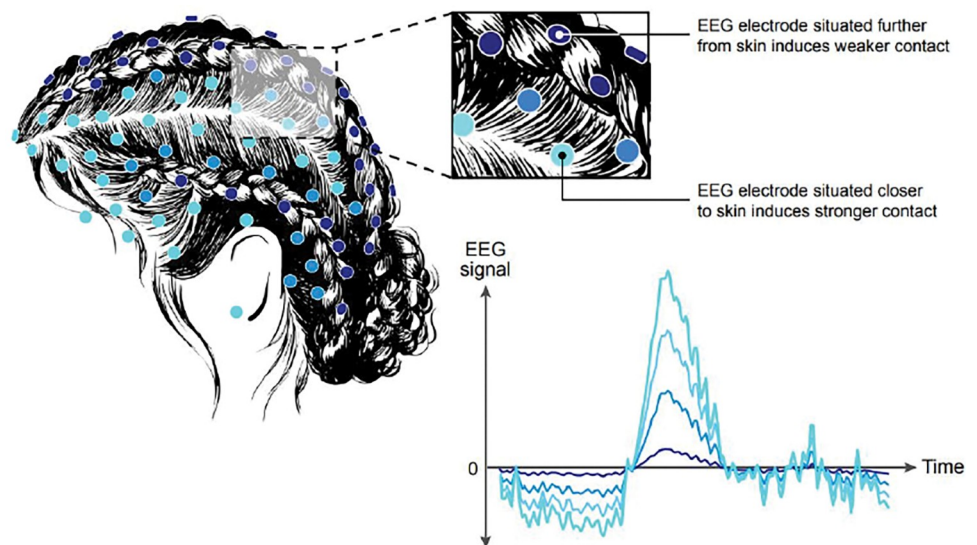 EEG electrode situated further
from skin induces weaker contact
EEG electrode situated closer
to skin induces stronger contact
EEG
signal
0
Time